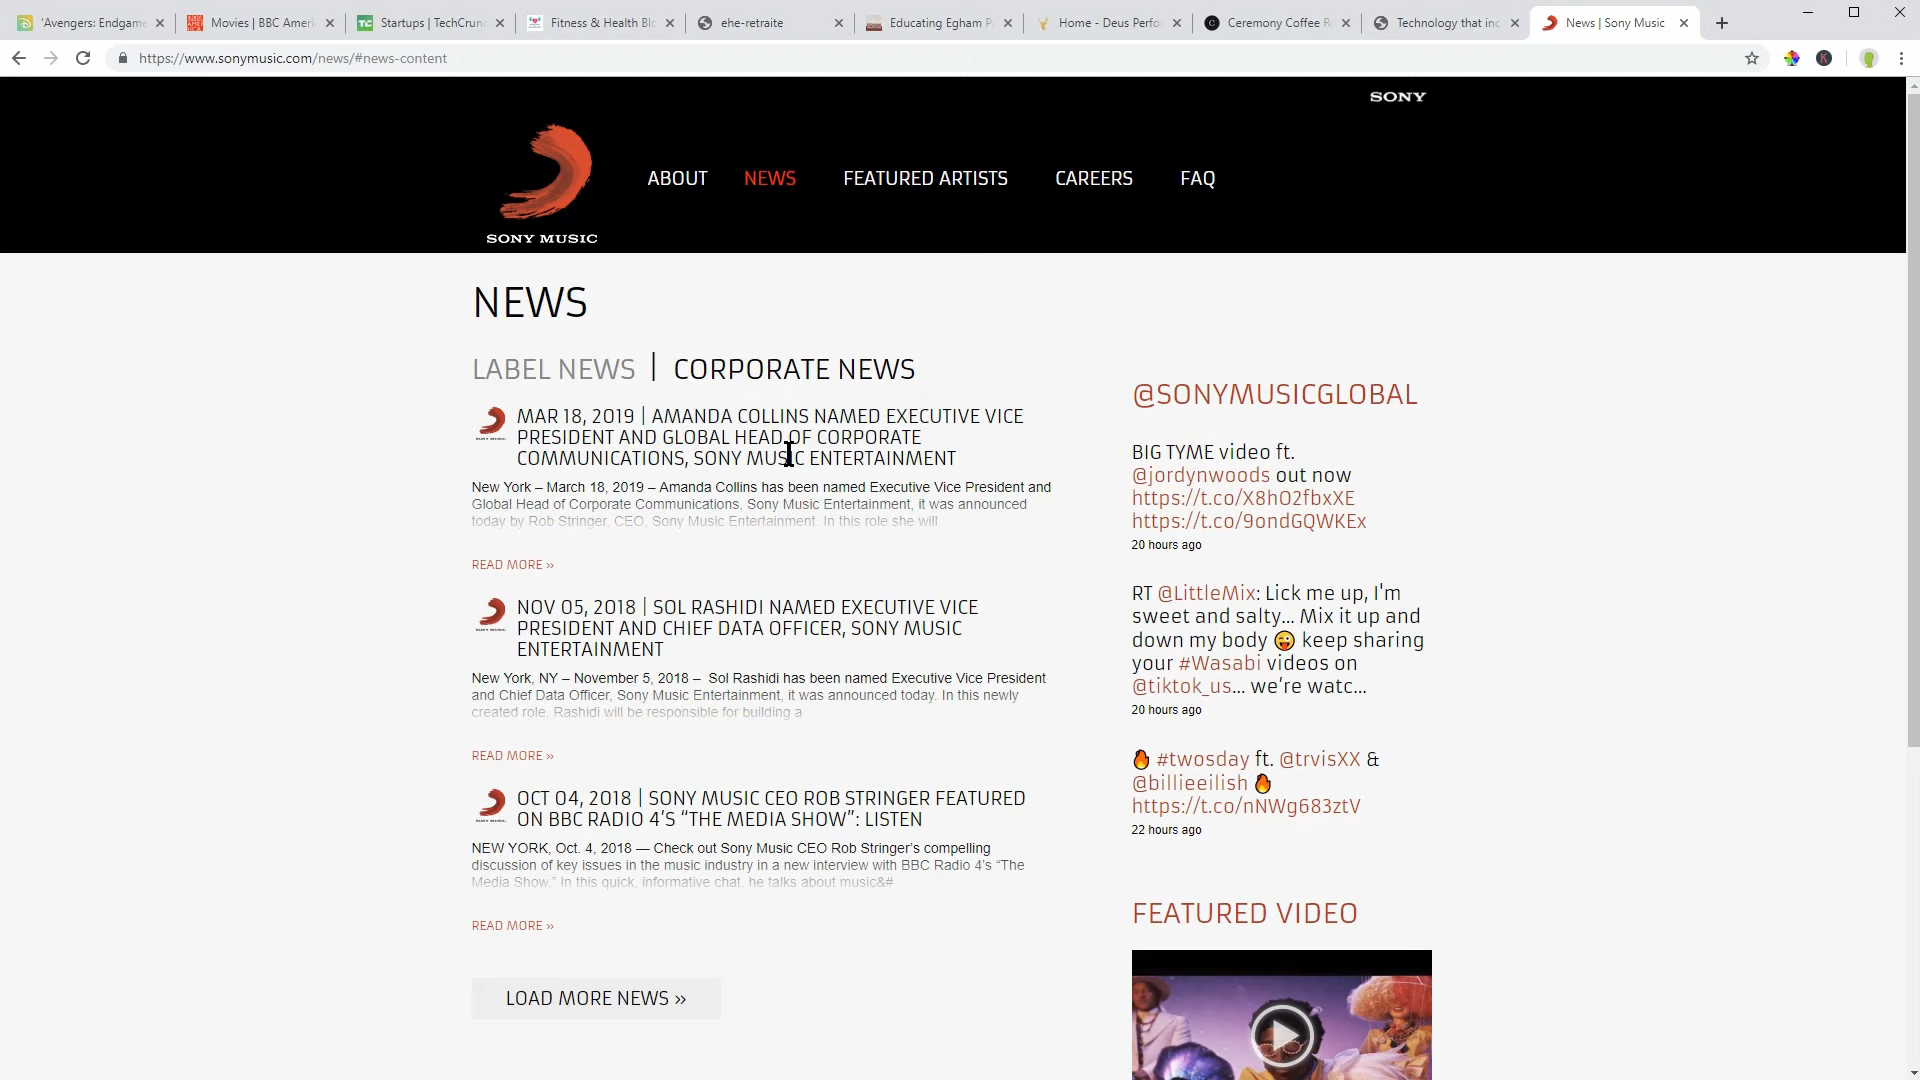 'Avengers: Endgame
Movies | BBC Ameri
Startups | TechCrun
Fitness & Health Blo
ehe-retraite
Educating Egham P
Home - Deus Perfo
Ceremony Coffee R
Technology that inc
News | Sony Music
https://www.sonymusic.com/news/#news-content
SONY
SONY MUSIC
ABOUT
NEWS
FEATURED ARTISTS
CAREERS
FAQ
NEWS
LABEL NEWS | CORPORATE NEWS
MAR 18, 2019 | AMANDA COLLINS NAMED EXECUTIVE VICE
PRESIDENT AND GLOBAL HEAD OF CORPORATE
COMMUNICATIONS, SONY MUSIC ENTERTAINMENT
New York – March 18, 2019 – Amanda Collins has been named Executive Vice President and
Global Head of Corporate Communications, Sony Music Entertainment, it was announced
today by Rob Stringer, CEO, Sony Music Entertainment. In this role she will
READ MORE »
NOV 05, 2018 | SOL RASHIDI NAMED EXECUTIVE VICE
PRESIDENT AND CHIEF DATA OFFICER, SONY MUSIC
ENTERTAINMENT
New York, NY – November 5, 2018 – Sol Rashidi has been named Executive Vice President
and Chief Data Officer, Sony Music Entertainment, it was announced today. In this newly
created role, Rashidi will be responsible for building a
READ MORE »
OCT 04, 2018 | SONY MUSIC CEO ROB STRINGER FEATURED
ON BBC RADIO 4'S “THE MEDIA SHOW”: LISTEN
NEW YORK, Oct. 4, 2018 — Check out Sony Music CEO Rob Stringer's compelling
discussion of key issues in the music industry in a new interview with BBC Radio 4's “The
Media Show.” In this quick, informative chat, he talks about music&#
READ MORE »
LOAD MORE NEWS »
@SONYMUSICGLOBAL
BIG TYME video ft.
@jordynwoods out now
https://t.co/X8hO2fbxXE
https://t.co/9ondGQWKEx
20 hours ago
RT @LittleMix: Lick me up, I'm
sweet and salty... Mix it up and
down my body 😜 keep sharing
your #Wasabi videos on
@tiktok_us... we’re watc...
20 hours ago
🔥 #twosday ft. @trvisXX &
@billieeilish 🔥
https://t.co/nNWg683ztV
22 hours ago
FEATURED VIDEO